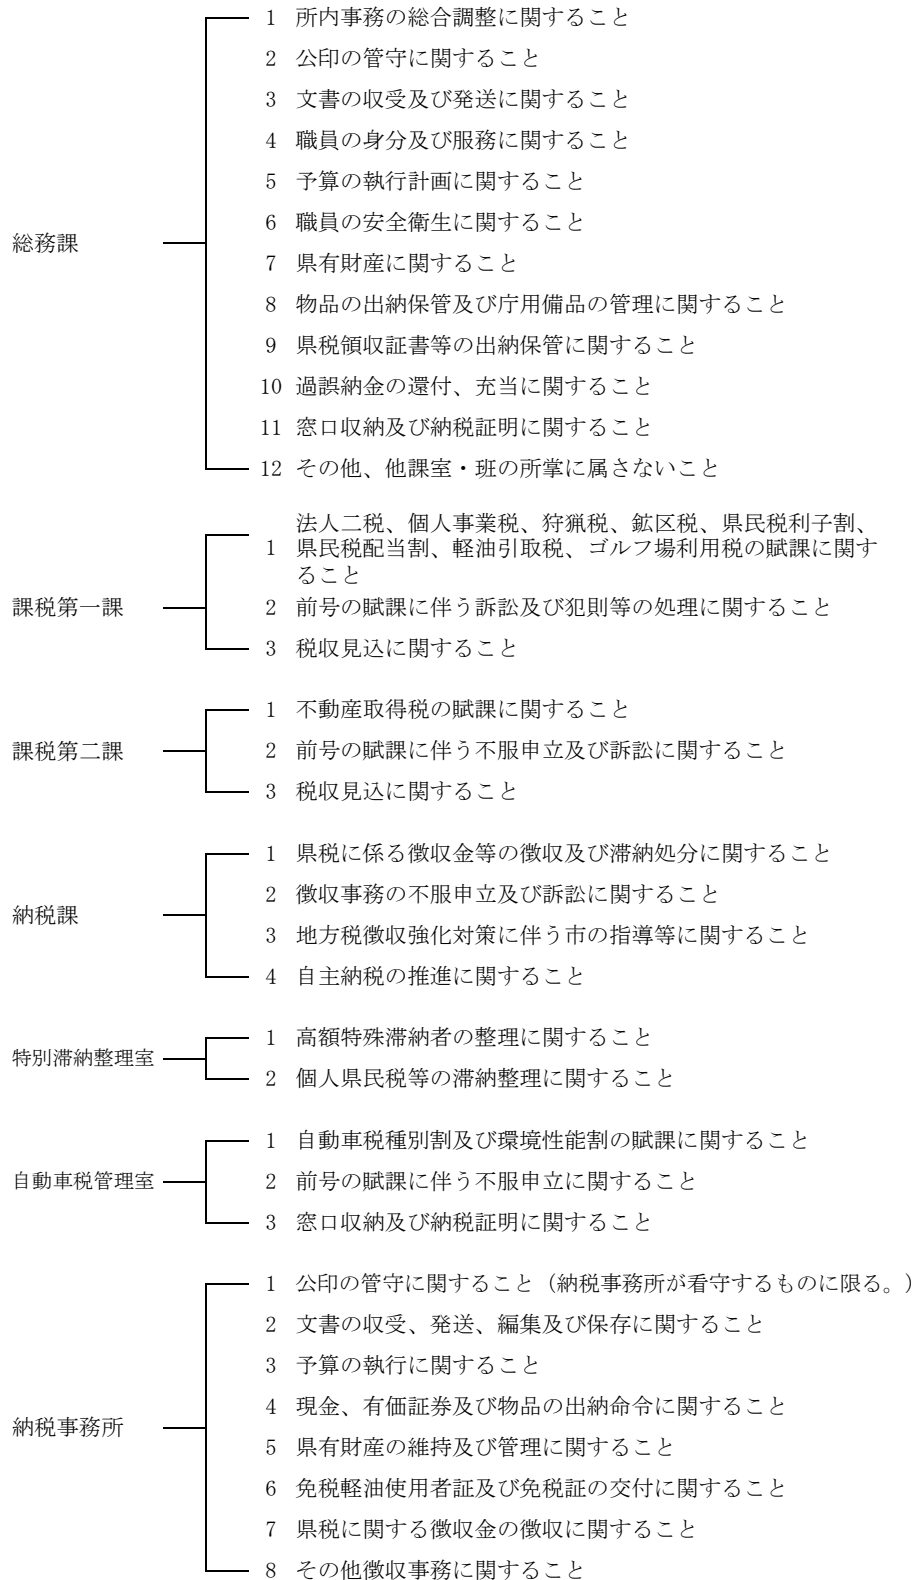 総務課
1 所内事務の総合調整に関すること
2 公印の管守に関すること
3 文書の収受及び発送に関すること
4 職員の身分及び服務に関すること
5 予算の執行計画に関すること
6 職員の安全衛生に関すること
7 県有財産に関すること
8 物品の出納保管及び庁用備品の管理に関すること
9 県税領収証書等の出納保管に関すること
10 過誤納金の還付、充当に関すること
11 窓口収納及び納税証明に関すること
12 その他、他課室・班の所掌に属さないこと
課税第一課
1 法人二税、個人事業税、狩猟税、鉱区税、県民税利子割、
県民税配当割、軽油引取税、ゴルフ場利用税の賦課に関す
ること
2 前号の賦課に伴う訴訟及び犯則等の処理に関すること
3 税収見込に関すること
課税第二課
1 不動産取得税の賦課に関すること
2 前号の賦課に伴う不服申立及び訴訟に関すること
3 税収見込に関すること
納税課
1 県税に係る徴収金等の徴収及び滞納処分に関すること
2 徴収事務の不服申立及び訴訟に関すること
3 地方税徴収強化対策に伴う市の指導等に関すること
4 自主納税の推進に関すること
特別滞納整理室
1 高額特殊滞納者の整理に関すること
2 個人県民税等の滞納整理に関すること
自動車税管理室
1 自動車税種別割及び環境性能割の賦課に関すること
2 前号の賦課に伴う不服申立に関すること
3 窓口収納及び納税証明に関すること
納税事務所
1 公印の管守に関すること（納税事務所が看守するものに限る。）
2 文書の収受、発送、編集及び保存に関すること
3 予算の執行に関すること
4 現金、有価証券及び物品の出納命令に関すること
5 県有財産の維持及び管理に関すること
6 免税軽油使用者証及び免税証の交付に関すること
7 県税に関する徴収金の徴収に関すること
8 その他徴収事務に関すること